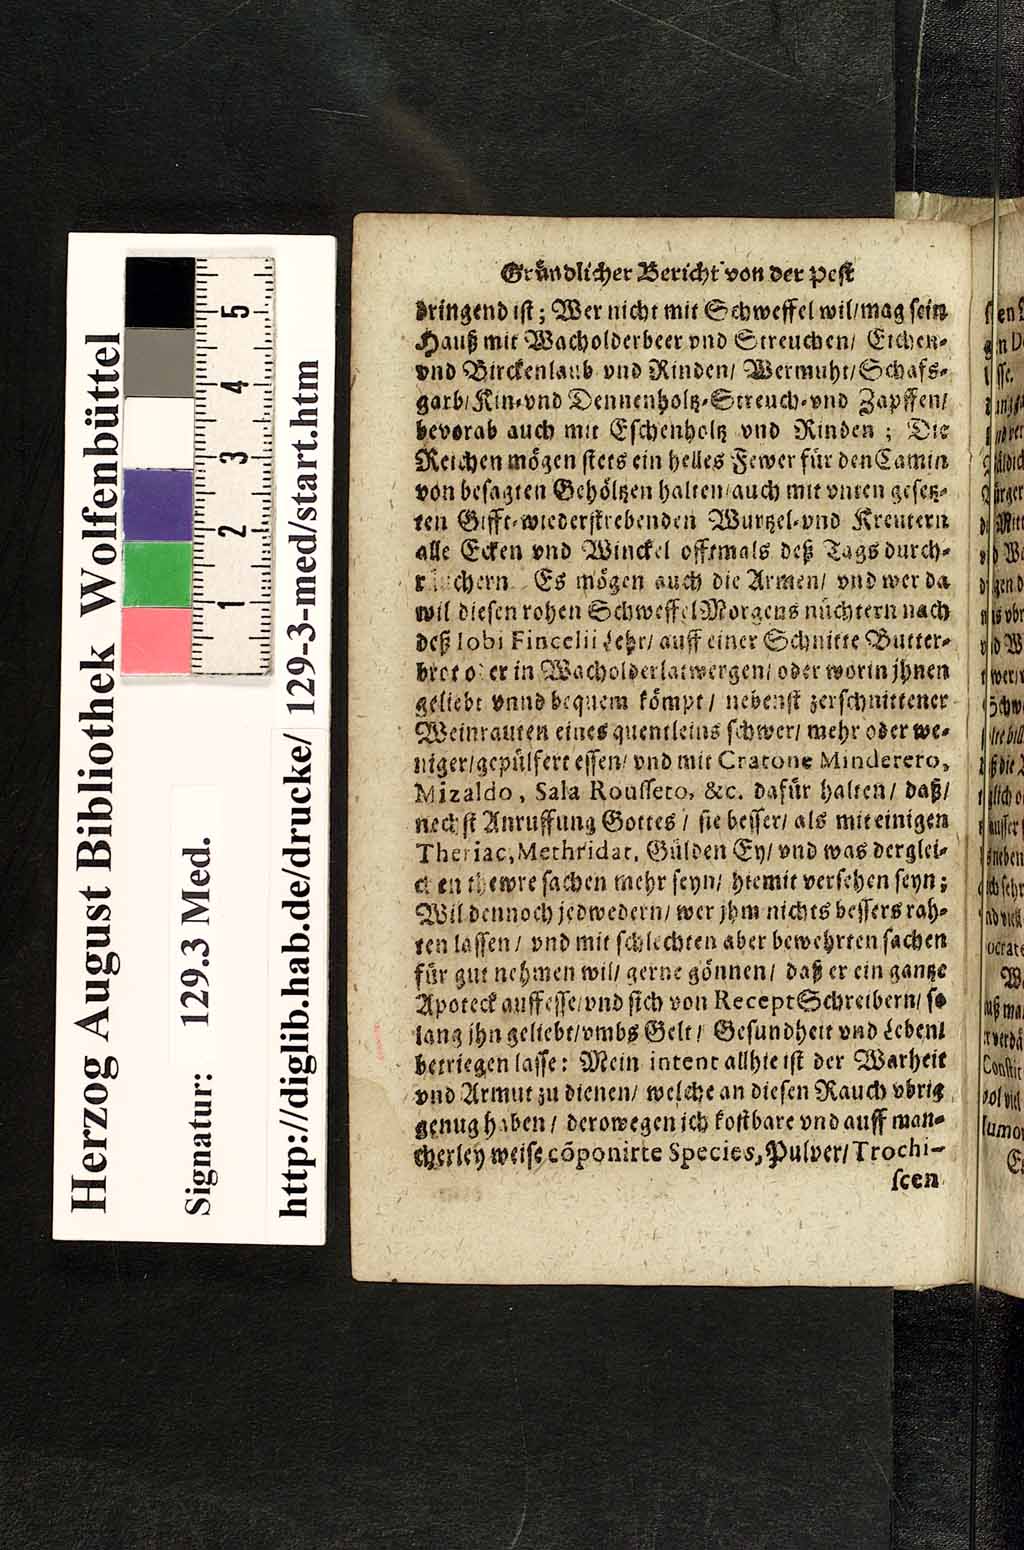 Gründlicher Bericht von der Pest
dringend ist; Wer nicht mit Schweffel wil/mag sein
Hauß mit Wacholderbeer vnd Streuchen/ Eichen-
vnd Birckenlaub vnd Rinden/ Wermuht/Schafs-
garb/Kin-vnd Dennenholtz-Streuch-vnd Zapffen/
bevorab auch mit Eschenholtz vnd Rinden ; Die
Reichen mögen stets ein helles Fewer für den Camin
von besagten Gehöltzen halten/auch mit vnten gesetz-
ten Gifft-wiederstrebenden Wurtzel-vnd Kreutern
alle Ecken vnd Winckel offtmals deß Tags durch-
Es mögen auch die Armen/ vnd wer da
wil diesen rohen Schweffel Morgens nüchtern nach
deß Iobi Fincelii Lehr/ auff einer Schnitte Butter-
brot oder in Wacholderlatwergen/ oder worin jhnen
geliebt vnnd bequem kömpt/ nebenst zerschnittener
Weinrauten eines quentleins schwer/ mehr oder we-
niger/gepülfert essen/ vnd mit Cratone Minderero,
Mizaldo, Sala Rousseto, &c. dafür halten/ daß/
nechst Anruffung Gottes/ sie besser/ als mit einigen
Theriac, Methridat, Gülden Ey/ vnd was derglei-
chen thewre sachen mehr seyn/ hiemit versehen seyn;
Wil dennoch jedwedern/ wer jhm nichts bessers rah-
ten lassen/ vnd mit schlechten aber bewehrten sachen
für gut nehmen wil/ gerne gönnen/ daß er ein gantze
Apoteck auffesse/vnd sich von Recept Schreibern/ so
lang jhn geliebt/vmbs Gelt/ Gesundheit vnd Leben/
betriegen lasse: Mein intent allhie ist der Warheit
vnd Armut zu dienen/ welche an diesen Rauch vbrig
genug haben/ derowegen ich kostbare vnd auff man-
cherley weise cõponirte Species, Pulver/ Trochi-
scen
Herzog August Bibliothek Wolfenbüttel
Signatur: 129.3 Med.
http://diglib.hab.de/drucke/ 129-3-med/start.htm
5
4
3
2
1